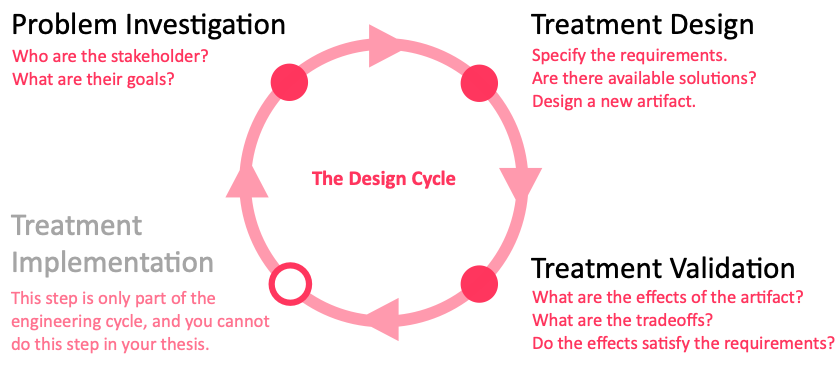 Problem Investigation
Who are the stakeholder?
What are their goals?
Treatment Design
Specify the requirements.
Are there available solutions?
Design a new artifact.
The Design Cycle
Treatment
Implementation
This step is only part of the
engineering cycle, and you cannot
do this step in your thesis.
Treatment Validation
What are the effects of the artifact?
What are the tradeoffs?
Do the effects satisfy the requirements?